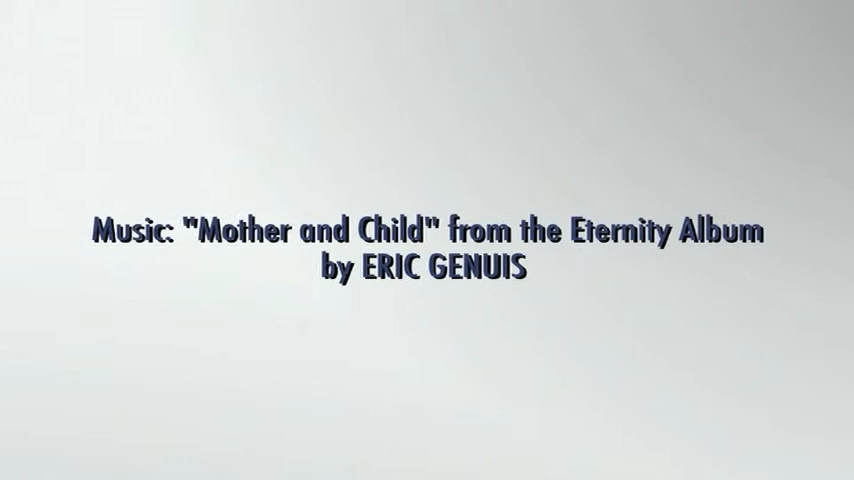 Music: "Mother and Child" from the Eternity Album
by ERIC GENUIS